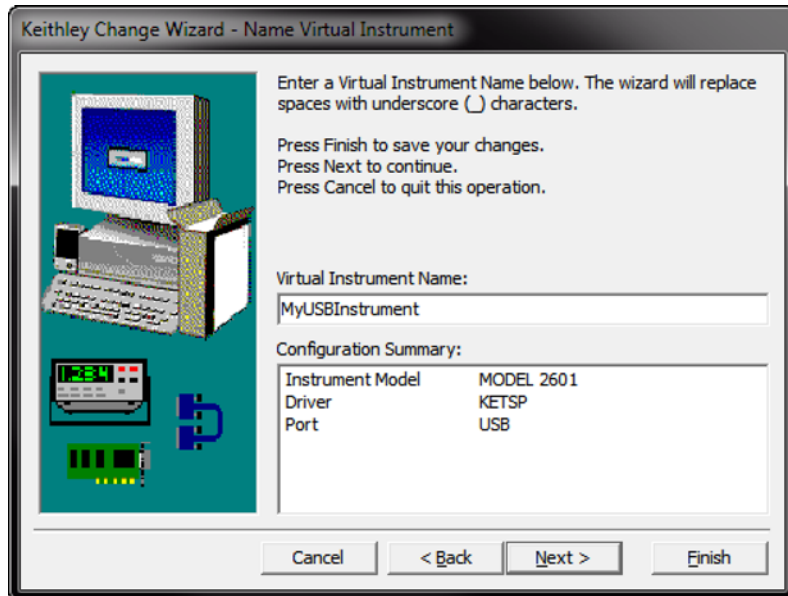 Keithley Change Wizard - Name Virtual Instrument
Enter a Virtual Instrument Name below. The wizard will replace
spaces with underscore (_) characters.
Press Finish to save your changes.
Press Next to continue.
Press Cancel to quit this operation.
Virtual Instrument Name:
MyUSBInstrument
Configuration Summary:
Instrument Model MODEL 2601
Driver KETSP
Port USB
1.234
Cancel < Back Next > Finish